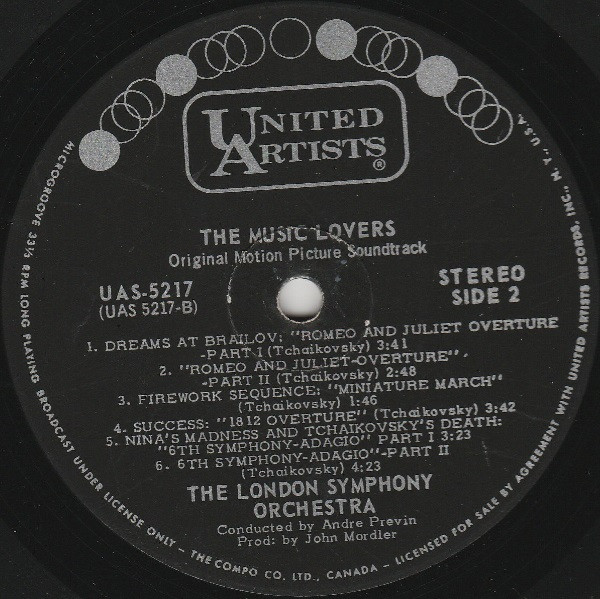 UNITED
ARTISTS®
THE MUSIC LOVERS
Original Motion Picture Soundtrack
UAS-5217
(UAS 5217-B)
STEREO
SIDE 2
1. DREAMS AT BRAILOV: "ROMEO AND JULIET OVERTURE
-PART I (Tchaikovsky) 3:41
2. "ROMEO AND JULIET-OVERTURE"-
-PART II (Tchaikovsky) 2:48
3. FIREWORK SEQUENCE: "MINIATURE MARCH"
(Tchaikovsky) 1:46
4. SUCCESS: "1812 OVERTURE" (Tchaikovsky) 3:42
5. NINA'S MADNESS AND TCHAIKOVSKY'S DEATH:
"6TH SYMPHONY-ADAGIO" PART I 3:23
6. 6TH SYMPHONY-ADAGIO"-PART II
(Tchaikovsky) 4:23
THE LONDON SYMPHONY
ORCHESTRA
Conducted by Andre Previn
Prod: by John Mordler
MICROGROOVE 33⅓ RPM LONG PLAYING BROADCAST UNDER LICENSE ONLY - THE COMPO CO. LTD., CANADA - LICENSED FOR SALE BY AGREEMENT WITH UNITED ARTISTS RECORDS, INC., N. Y., U.S.A.